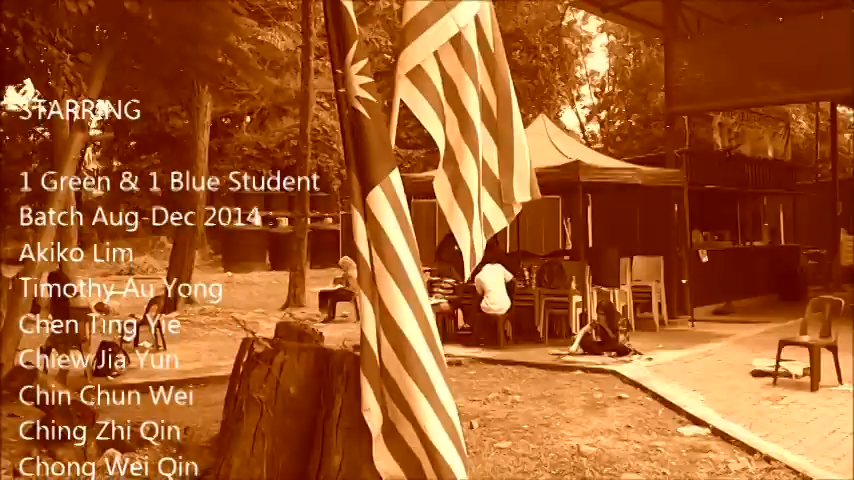 STARRING
1 Green & 1 Blue Student
Batch Aug-Dec 2014
Akiko Lim
Timothy Au Yong
Chen Ting Yie
Chiew Jia Yun
Chin Chun Wei
Ching Zhi Qin
Chong Wei Qin